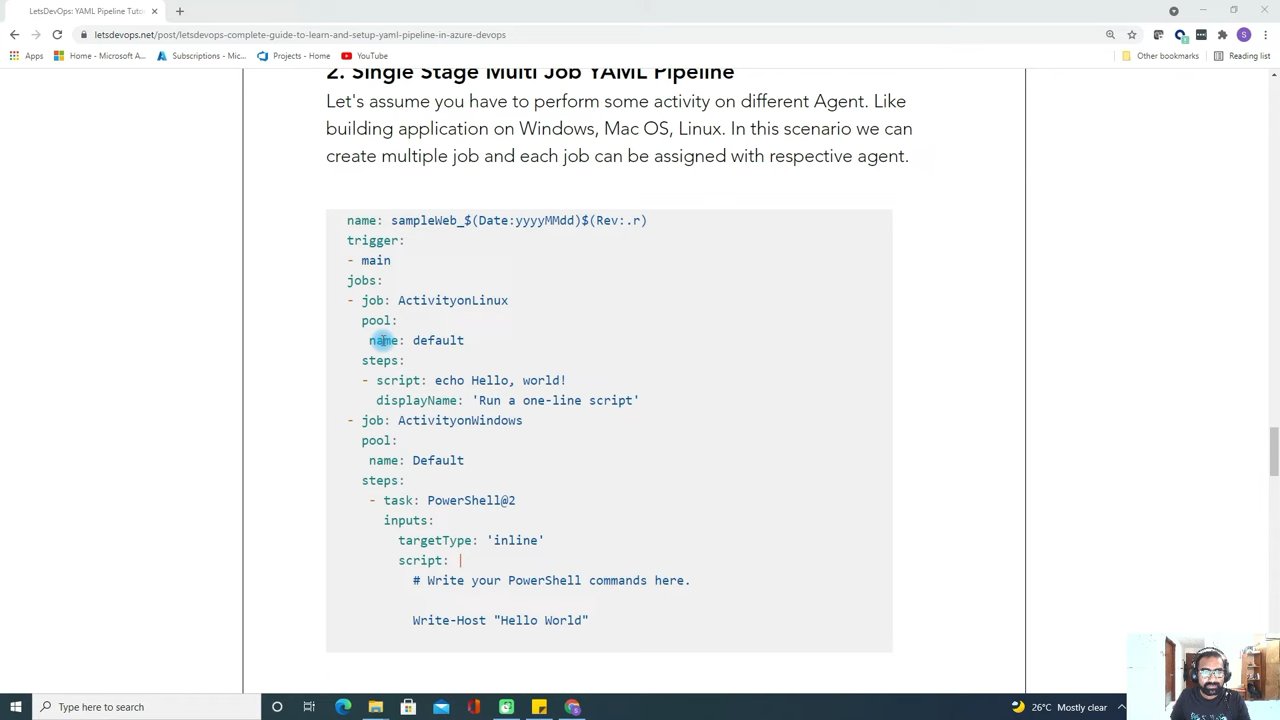 LetsDevOps: YAML Pipeline Tuto
letsdevops.net/post/letsdevops-complete-guide-to-learn-and-setup-yaml-pipeline-in-azure-devops
S
Apps
Home - Microsoft A...
Subscriptions - Mic...
Projects - Home
YouTube
Other bookmarks
Reading list
2. Single Stage Multi Job YAML Pipeline
Let's assume you have to perform some activity on different Agent. Like
building application on Windows, Mac OS, Linux. In this scenario we can
create multiple job and each job can be assigned with respective agent.
name: sampleWeb_$(Date:yyyyMMdd)$(Rev:.r)
trigger:
- main
jobs:
- job: ActivityonLinux
pool:
name: default
steps:
- script: echo Hello, world!
displayName: 'Run a one-line script'
- job: ActivityonWindows
pool:
name: Default
steps:
- task: PowerShell@2
inputs:
targetType: 'inline'
script: |
# Write your PowerShell commands here.
Write-Host "Hello World"
Type here to search
26°C Mostly clear